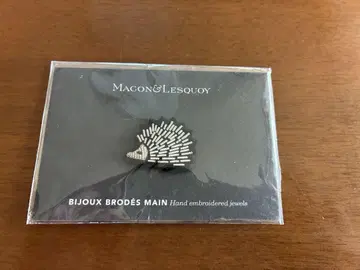 MACON&LESQUOY
BIJOUX BRODÉS MAIN Hand embroidered jewels